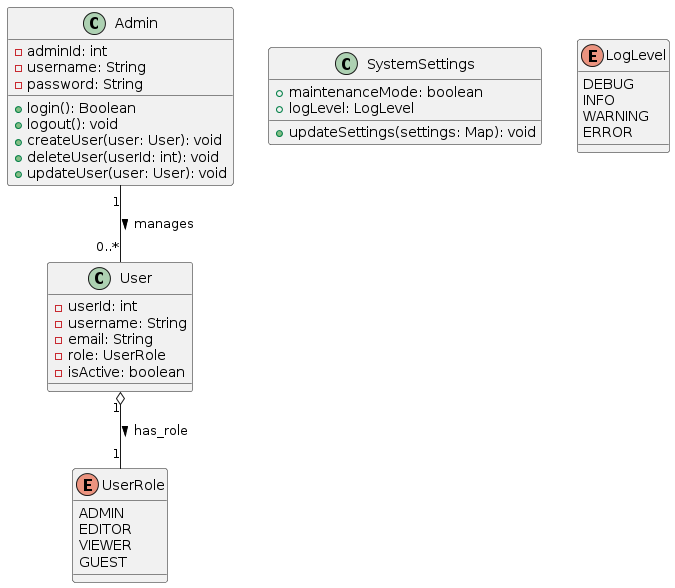 C Admin
adminId: int
username: String
password: String
login(): Boolean
logout(): void
createUser(user: User): void
deleteUser(userId: int): void
updateUser(user: User): void
C SystemSettings
maintenanceMode: boolean
logLevel: LogLevel
updateSettings(settings: Map): void
E LogLevel
DEBUG
INFO
WARNING
ERROR
1
manages
0..*
C User
userId: int
username: String
email: String
role: UserRole
isActive: boolean
1
has_role
1
E UserRole
ADMIN
EDITOR
VIEWER
GUEST